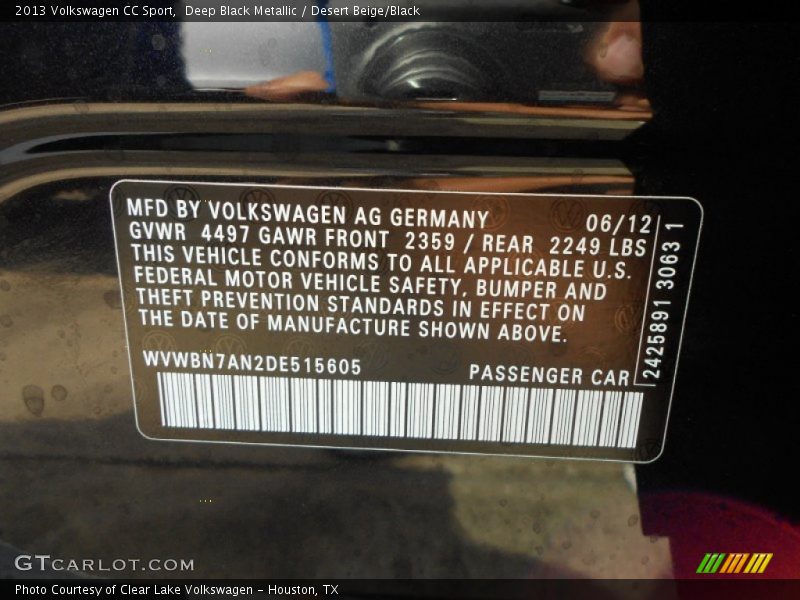 2013 Volkswagen CC Sport,  Deep Black Metallic / Desert Beige/Black
MFD BY VOLKSWAGEN AG GERMANY 06/12
GVWR 4497 GAWR FRONT 2359 / REAR 2249 LBS
THIS VEHICLE CONFORMS TO ALL APPLICABLE U.S.
FEDERAL MOTOR VEHICLE SAFETY, BUMPER AND
THEFT PREVENTION STANDARDS IN EFFECT ON
THE DATE OF MANUFACTURE SHOWN ABOVE.
WVWBN7AN2DE515605 PASSENGER CAR
2425891 3063 1
GTCARLOT.COM
Photo Courtesy of Clear Lake Volkswagen - Houston, TX